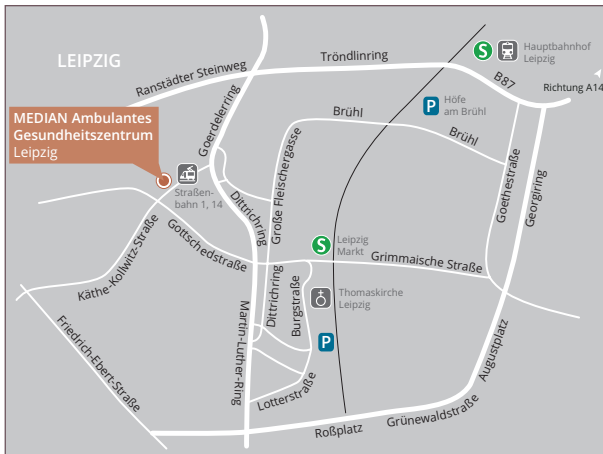 LEIPZIG
Ranstädter Steinweg
Tröndlinring
S
Hauptbahnhof
Leipzig
B87
Richtung A14
MEDIAN Ambulantes
Gesundheitszentrum
Leipzig
Goerdelerring
P
Höfe
am Brühl
Brühl
Brühl
Große Fleischergasse
Goethestraße
Georgiring
Straßen-
bahn 1, 14
Dittrichring
Gottschedstraße
S
Leipzig
Markt
Grimmaische Straße
Käthe-Kollwitz-Straße
Dittrichring
Burgstraße
Thomaskirche
Leipzig
Martin-Luther-Ring
P
Friedrich-Ebert-Straße
Lotterstraße
Augustplatz
Grünewaldstraße
Roßplatz